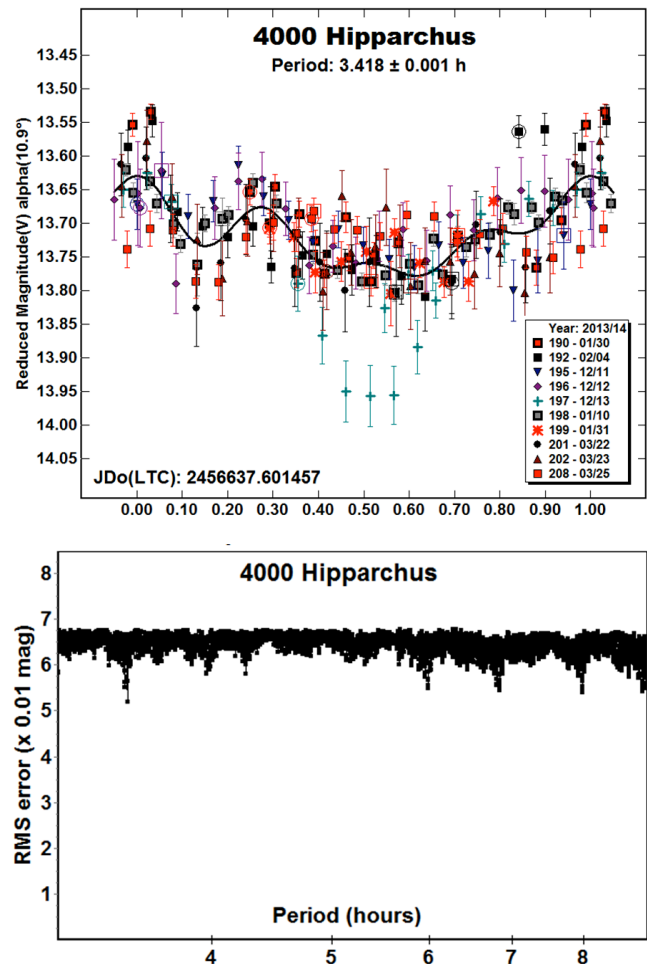 4000 Hipparchus
Period: 3.418 ± 0.001 h
Reduced Magnitude(V) alpha(10.9°)
13.45
13.50
13.55
13.60
13.65
13.70
13.75
13.80
13.85
13.90
13.95
14.00
14.05
Year: 2013/14
190 - 01/30
192 - 02/04
195 - 12/11
196 - 12/12
197 - 12/13
198 - 01/10
199 - 01/31
201 - 03/22
202 - 03/23
208 - 03/25
JDo(LTC): 2456637.601457
0.00 0.10 0.20 0.30 0.40 0.50 0.60 0.70 0.80 0.90 1.00
4000 Hipparchus
RMS error (x 0.01 mag)
8
7
6
5
4
3
2
1
Period (hours)
4 5 6 7 8